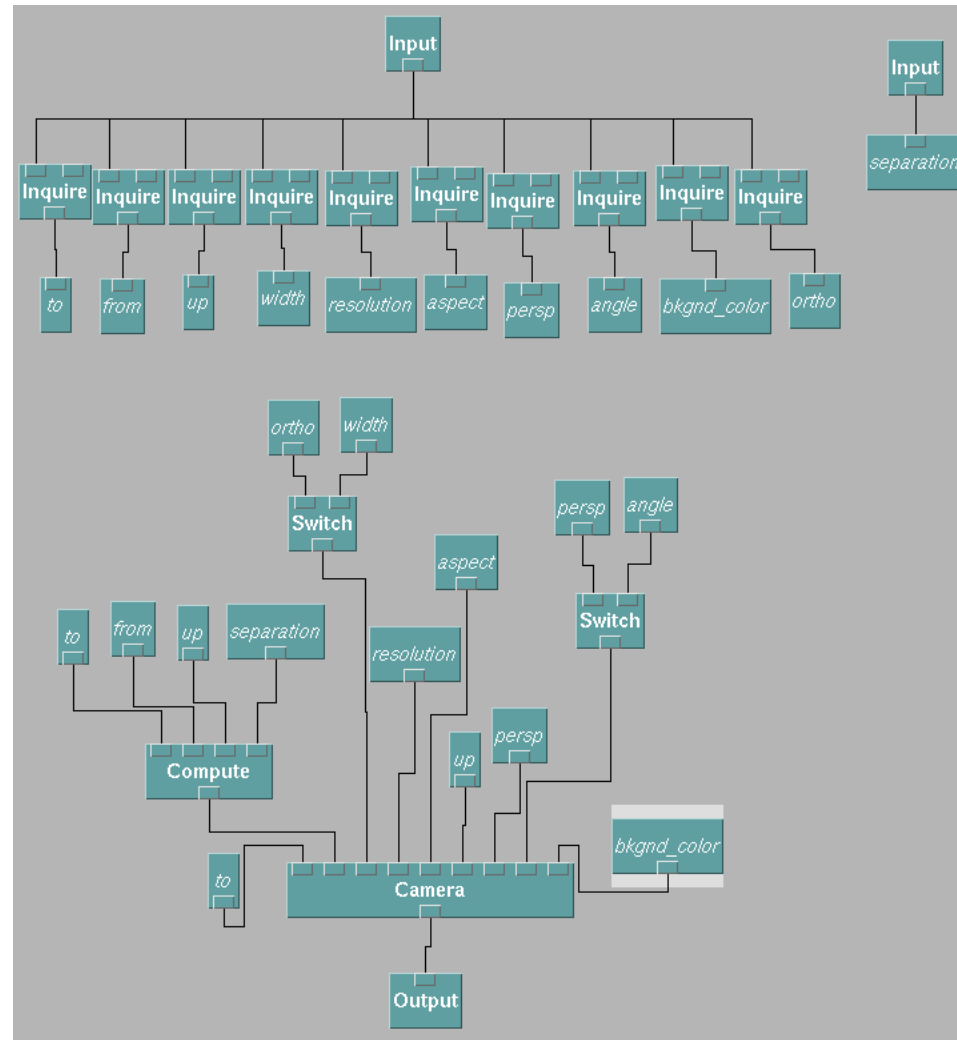 Input
Input
separation
Inquire Inquire Inquire Inquire Inquire Inquire Inquire Inquire Inquire Inquire
to from up width resolution aspect persp angle bkgnd_color ortho
ortho width
persp angle
Switch
aspect
to from up separation
Switch
resolution
persp
up
Compute
bkgnd_color
to
Camera
Output